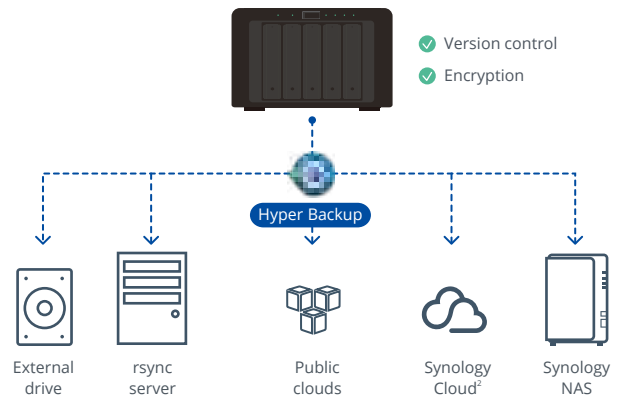 Version control
Encryption
Hyper Backup
External
drive
rsync
server
Public
clouds
Synology
Cloud²
Synology
NAS